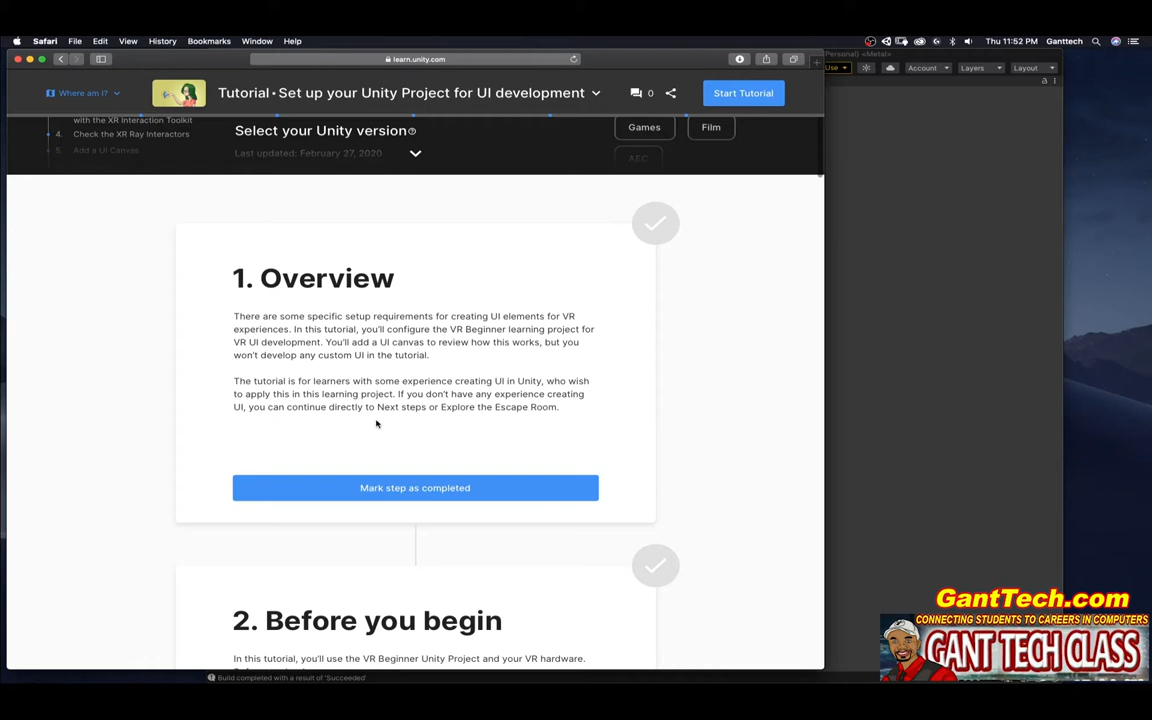 Safari File Edit View History Bookmarks Window Help
Thu 11:52 PM Ganttech
learn.unity.com
Personal) <Metal>
Use Account Layers Layout
Where am I?
Tutorial • Set up your Unity Project for UI development
0
Start Tutorial
with the XR Interaction Toolkit
4. Check the XR Ray Interactors
5. Add a UI Canvas
Select your Unity version
Last updated: February 27, 2020
Games
Film
AEC
1. Overview
There are some specific setup requirements for creating UI elements for VR
experiences. In this tutorial, you'll configure the VR Beginner learning project for
VR UI development. You'll add a UI canvas to review how this works, but you
won't develop any custom UI in the tutorial.
The tutorial is for learners with some experience creating UI in Unity, who wish
to apply this in this learning project. If you don't have any experience creating
UI, you can continue directly to Next steps or Explore the Escape Room.
Mark step as completed
2. Before you begin
In this tutorial, you'll use the VR Beginner Unity Project and your VR hardware.
Build completed with a result of 'Succeeded'
GantTech.com
CONNECTING STUDENTS TO CAREERS IN COMPUTERS
GANT TECH CLASS